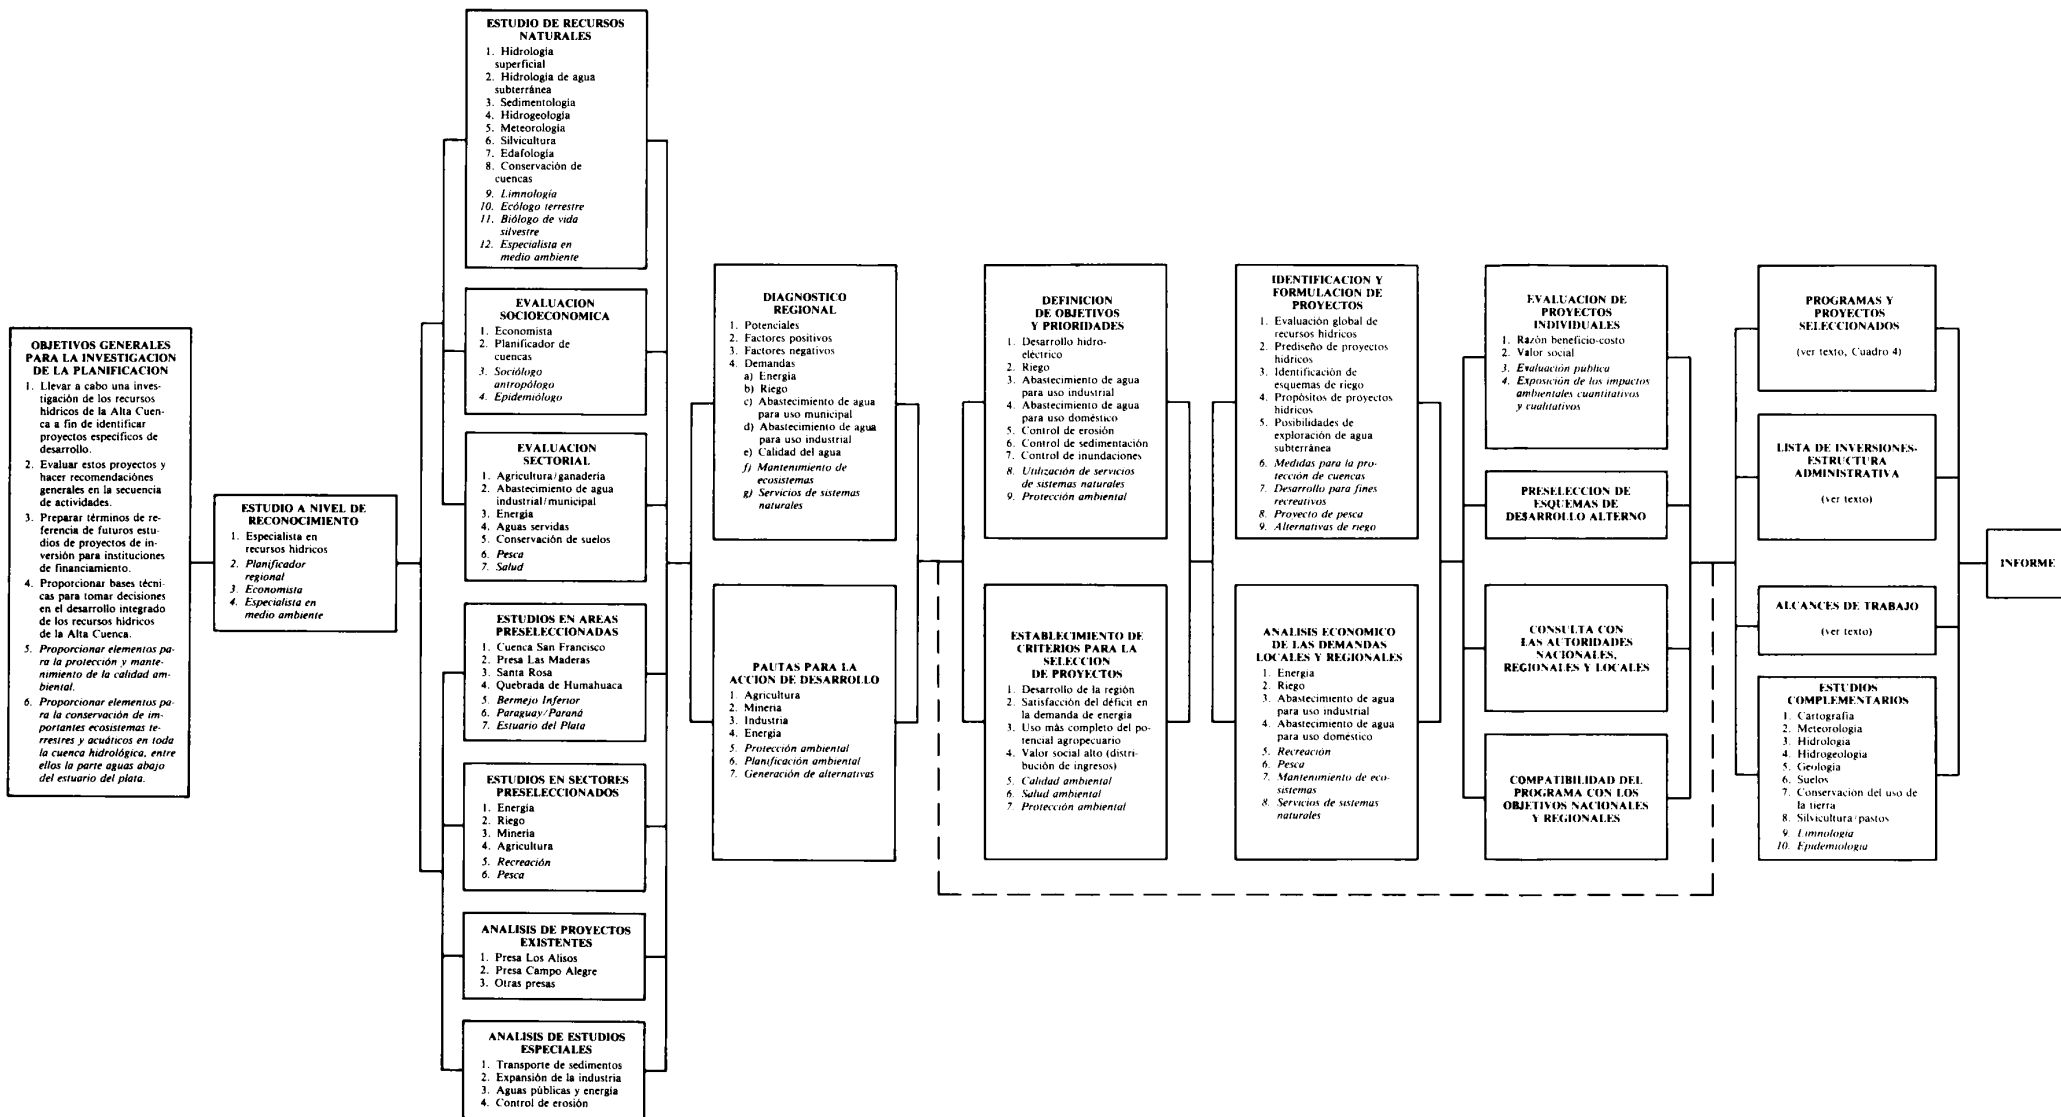 OBJETIVOS GENERALES
PARA LA INVESTIGACION
DE LA PLANIFICACION
1. Llevar a cabo una inves-
tigación de los recursos
hídricos de la Alta Cuen-
ca a fin de identificar
proyectos específicos de
desarrollo.
2. Evaluar estos proyectos y
hacer recomendaciónes
generales en la secuencia
de actividades.
3. Preparar términos de re-
ferencia de futuros estu-
dios de proyectos de in-
versión para instituciones
de financiamiento.
4. Proporcionar bases técni-
cas para tomar decisiones
en el desarrollo integrado
de los recursos hídricos
de la Alta Cuenca.
5. Proporcionar elementos pa-
ra la protección y mante-
nimiento de la calidad am-
biental.
6. Proporcionar elementos pa-
ra la conservación de im-
portantes ecosistemas te-
rrestres y acuáticos en toda
la cuenca hidrológica, entre
ellos la parte aguas abajo
del estuario del plata.
ESTUDIO A NIVEL DE
RECONOCIMIENTO
1. Especialista en
recursos hídricos
2. Planificador
regional
3. Economista
4. Especialista en
medio ambiente
ESTUDIO DE RECURSOS
NATURALES
1. Hidrología
superficial
2. Hidrología de agua
subterránea
3. Sedimentología
4. Hidrogeología
5. Meteorología
6. Silvicultura
7. Edafología
8. Conservación de
cuencas
9. Limnología
10. Ecólogo terrestre
11. Biólogo de vida
silvestre
12. Especialista en
medio ambiente
EVALUACION
SOCIOECONOMICA
1. Economista
2. Planificador de
cuencas
3. Sociólogo
antropólogo
4. Epidemiólogo
EVALUACION
SECTORIAL
1. Agricultura/ganadería
2. Abastecimiento de agua
industrial/municipal
3. Energía
4. Aguas servidas
5. Conservación de suelos
6. Pesca
7. Salud
ESTUDIOS EN AREAS
PRESELECCIONADAS
1. Cuenca San Francisco
2. Presa Las Maderas
3. Santa Rosa
4. Quebrada de Humahuaca
5. Bermejo Inferior
6. Paraguay/Paraná
7. Estuario del Plata
ESTUDIOS EN SECTORES
PRESELECCIONADOS
1. Energía
2. Riego
3. Minería
4. Agricultura
5. Recreación
6. Pesca
ANALISIS DE PROYECTOS
EXISTENTES
1. Presa Los Alisos
2. Presa Campo Alegre
3. Otras presas
ANALISIS DE ESTUDIOS
ESPECIALES
1. Transporte de sedimentos
2. Expansión de la industria
3. Aguas públicas y energía
4. Control de erosión
DIAGNOSTICO
REGIONAL
1. Potenciales
2. Factores positivos
3. Factores negativos
4. Demandas
a) Energía
b) Riego
c) Abastecimiento de agua
para uso municipal
d) Abastecimiento de agua
para uso industrial
e) Calidad del agua
f) Mantenimiento de
ecosistemas
g) Servicios de sistemas
naturales
PAUTAS PARA LA
ACCION DE DESARROLLO
1. Agricultura
2. Minería
3. Industria
4. Energía
5. Protección ambiental
6. Planificación ambiental
7. Generación de alternativas
DEFINICION
DE OBJETIVOS
Y PRIORIDADES
1. Desarrollo hidro-
eléctrico
2. Riego
3. Abastecimiento de agua
para uso industrial
4. Abastecimiento de agua
para uso doméstico
5. Control de erosión
6. Control de sedimentación
7. Control de inundaciones
8. Utilización de servicios
de sistemas naturales
9. Protección ambiental
ESTABLECIMIENTO DE
CRITERIOS PARA LA
SELECCION
DE PROYECTOS
1. Desarrollo de la región
2. Satisfacción del déficit en
la demanda de energía
3. Uso más completo del po-
tencial agropecuario
4. Valor social alto (distri-
bución de ingresos)
5. Calidad ambiental
6. Salud ambiental
7. Protección ambiental
IDENTIFICACION Y
FORMULACION DE
PROYECTOS
1. Evaluación global de
recursos hídricos
2. Prediseño de proyectos
hídricos
3. Identificación de
esquemas de riego
4. Propósitos de proyectos
hídricos
5. Posibilidades de
exploración de agua
subterránea
6. Medidas para la pro-
tección de cuencas
7. Desarrollo para fines
recreativos
8. Proyecto de pesca
9. Alternativas de riego
ANALISIS ECONOMICO
DE LAS DEMANDAS
LOCALES Y REGIONALES
1. Energía
2. Riego
3. Abastecimiento de agua
para uso industrial
4. Abastecimiento de agua
para uso doméstico
5. Recreación
6. Pesca
7. Mantenimiento de eco-
sistemas
8. Servicios de sistemas
naturales
EVALUACION DE
PROYECTOS
INDIVIDUALES
1. Razón beneficio-costo
2. Valor social
3. Evaluación pública
4. Exposición de los impactos
ambientales cuantitativos
y cualitativos
PRESELECCION DE
ESQUEMAS DE
DESARROLLO ALTERNO
CONSULTA CON
LAS AUTORIDADES
NACIONALES,
REGIONALES Y LOCALES
COMPATIBILIDAD DEL
PROGRAMA CON LOS
OBJETIVOS NACIONALES
Y REGIONALES
PROGRAMAS Y
PROYECTOS
SELECCIONADOS
(ver texto, Cuadro 4)
LISTA DE INVERSIONES-
ESTRUCTURA
ADMINISTRATIVA
(ver texto)
ALCANCES DE TRABAJO
(ver texto)
ESTUDIOS
COMPLEMENTARIOS
1. Cartografía
2. Meteorología
3. Hidrología
4. Hidrogeología
5. Geología
6. Suelos
7. Conservación del uso de
la tierra
8. Silvicultura/pastos
9. Limnología
10. Epidemiología
INFORME